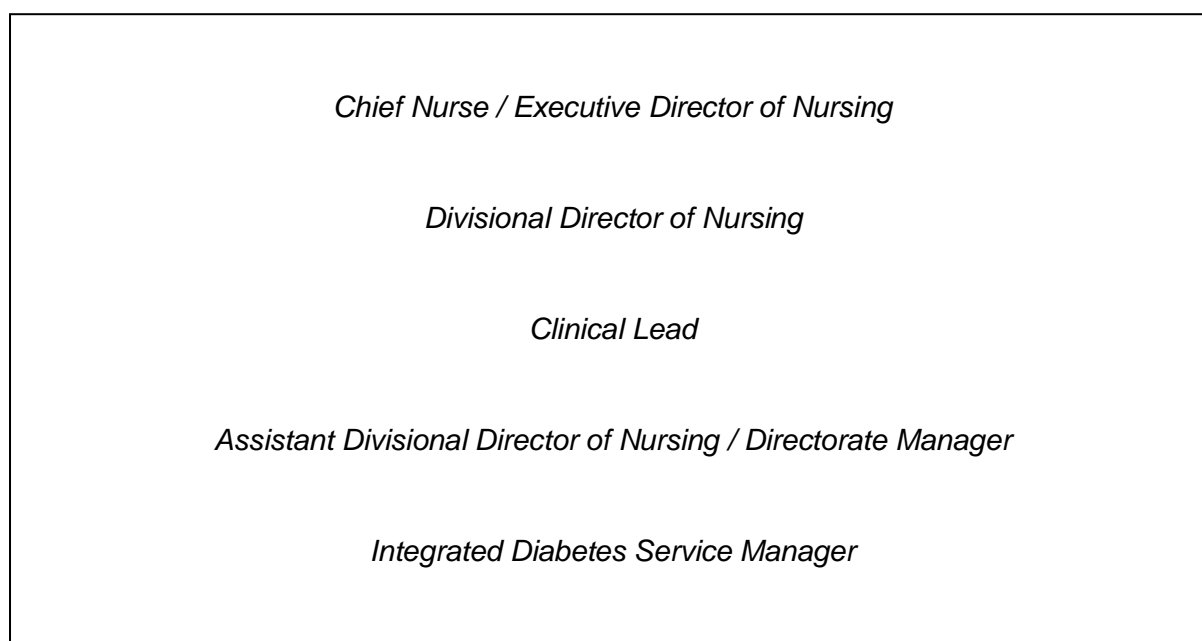 Chief Nurse / Executive Director of Nursing
Divisional Director of Nursing
Clinical Lead
Assistant Divisional Director of Nursing / Directorate Manager
Integrated Diabetes Service Manager